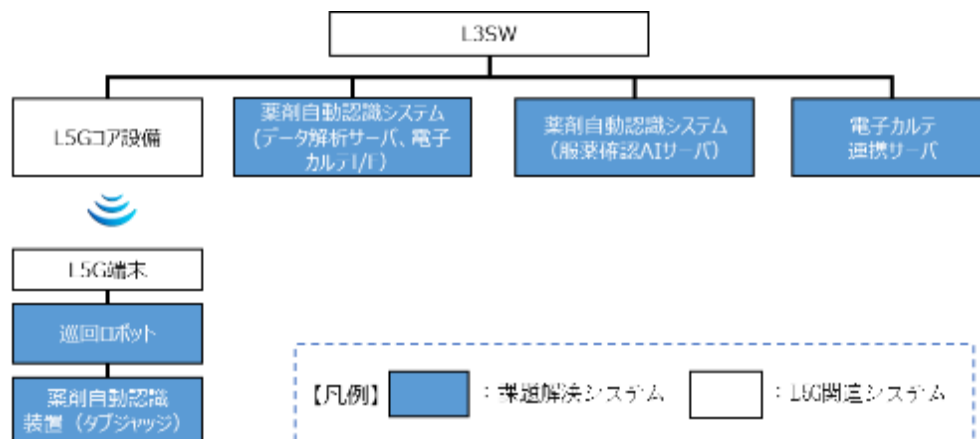 L3SW
L5Gコア設備
薬剤自動認識システム
(データ解析サーバ、電子
カルテI/F)
薬剤自動認識システム
(服薬確認AIサーバ)
電子カルテ
連携サーバ
L5G端末
巡回ロボット
薬剤自動認識
装置(タブジャッジ)
【凡例】
:課題解決システム
:L5G関連システム